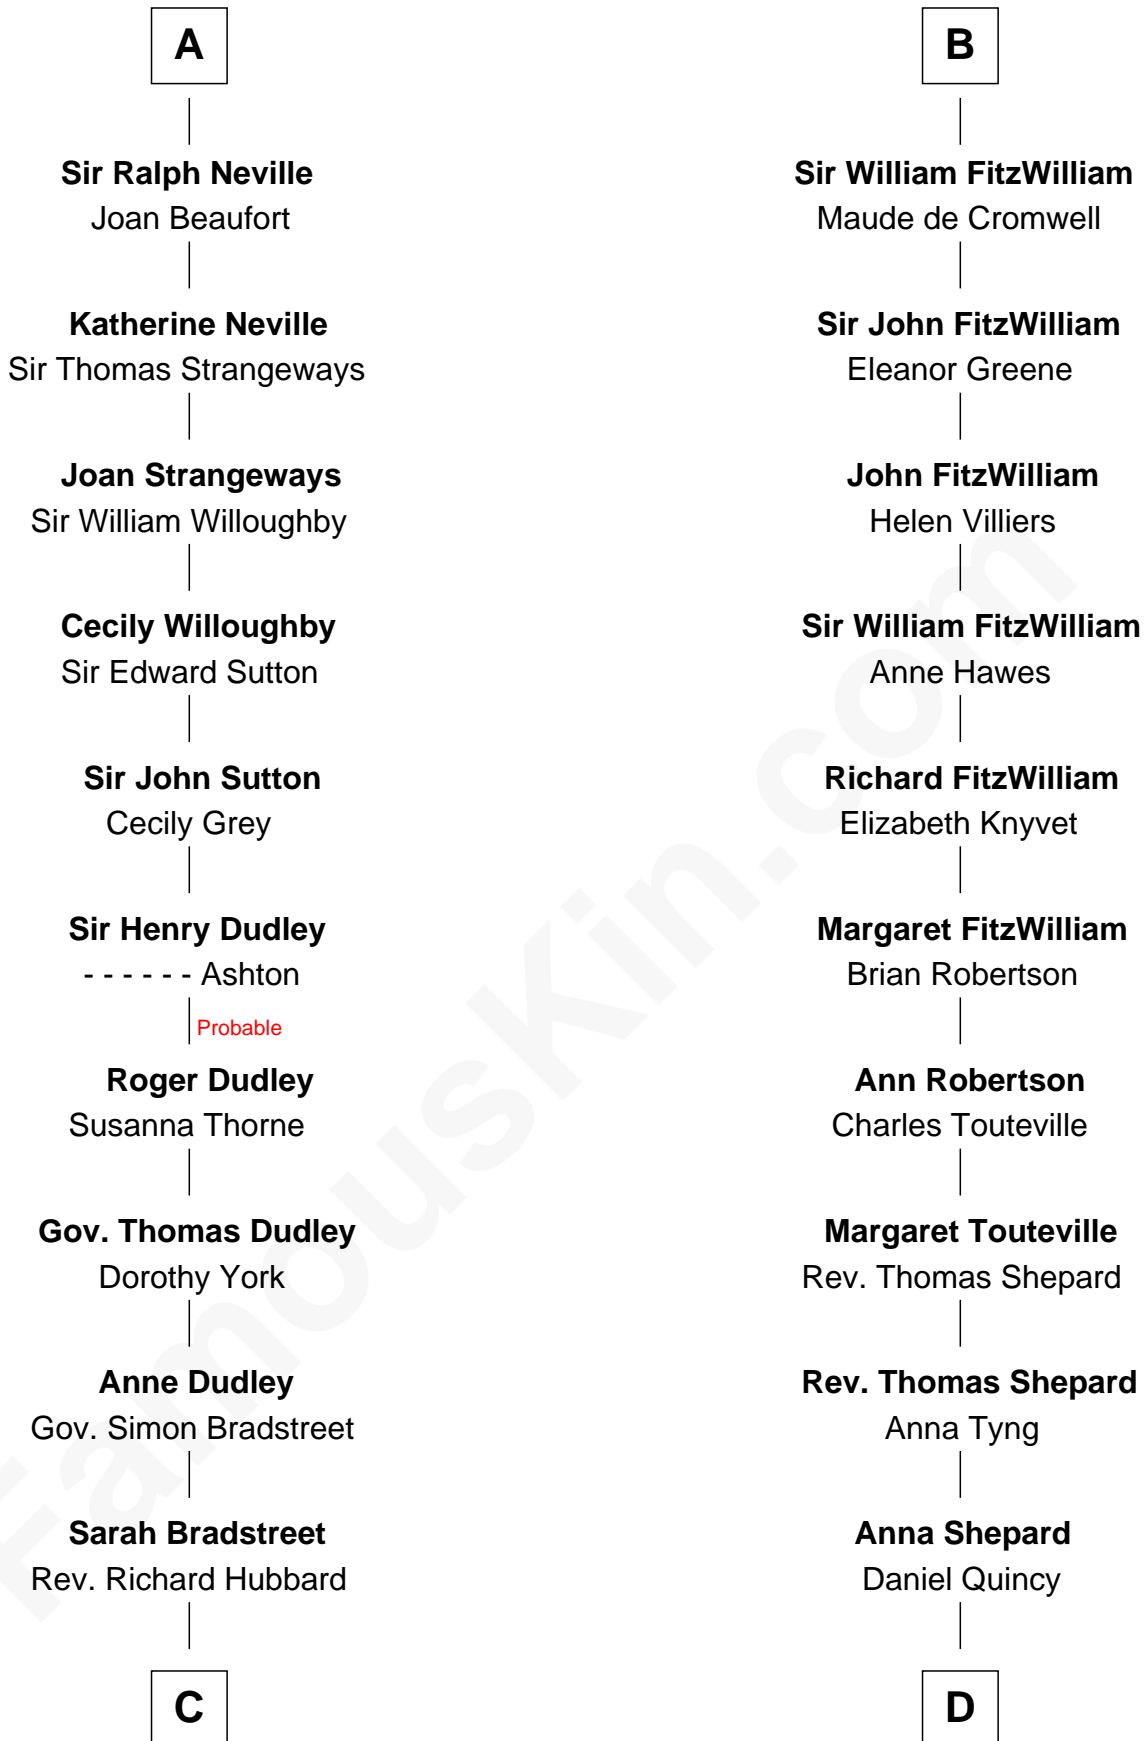 A
Sir Ralph Neville
Joan Beaufort
Katherine Neville
Sir Thomas Strangeways
Joan Strangeways
Sir William Willoughby
Cecily Willoughby
Sir Edward Sutton
Sir John Sutton
Cecily Grey
Sir Henry Dudley
- - - - - - Ashton
Probable
Roger Dudley
Susanna Thorne
Gov. Thomas Dudley
Dorothy York
Anne Dudley
Gov. Simon Bradstreet
Sarah Bradstreet
Rev. Richard Hubbard
C
B
Sir William FitzWilliam
Maude de Cromwell
Sir John FitzWilliam
Eleanor Greene
John FitzWilliam
Helen Villiers
Sir William FitzWilliam
Anne Hawes
Richard FitzWilliam
Elizabeth Knyvet
Margaret FitzWilliam
Brian Robertson
Ann Robertson
Charles Touteville
Margaret Touteville
Rev. Thomas Shepard
Rev. Thomas Shepard
Anna Tyng
Anna Shepard
Daniel Quincy
D
FamousKin.com